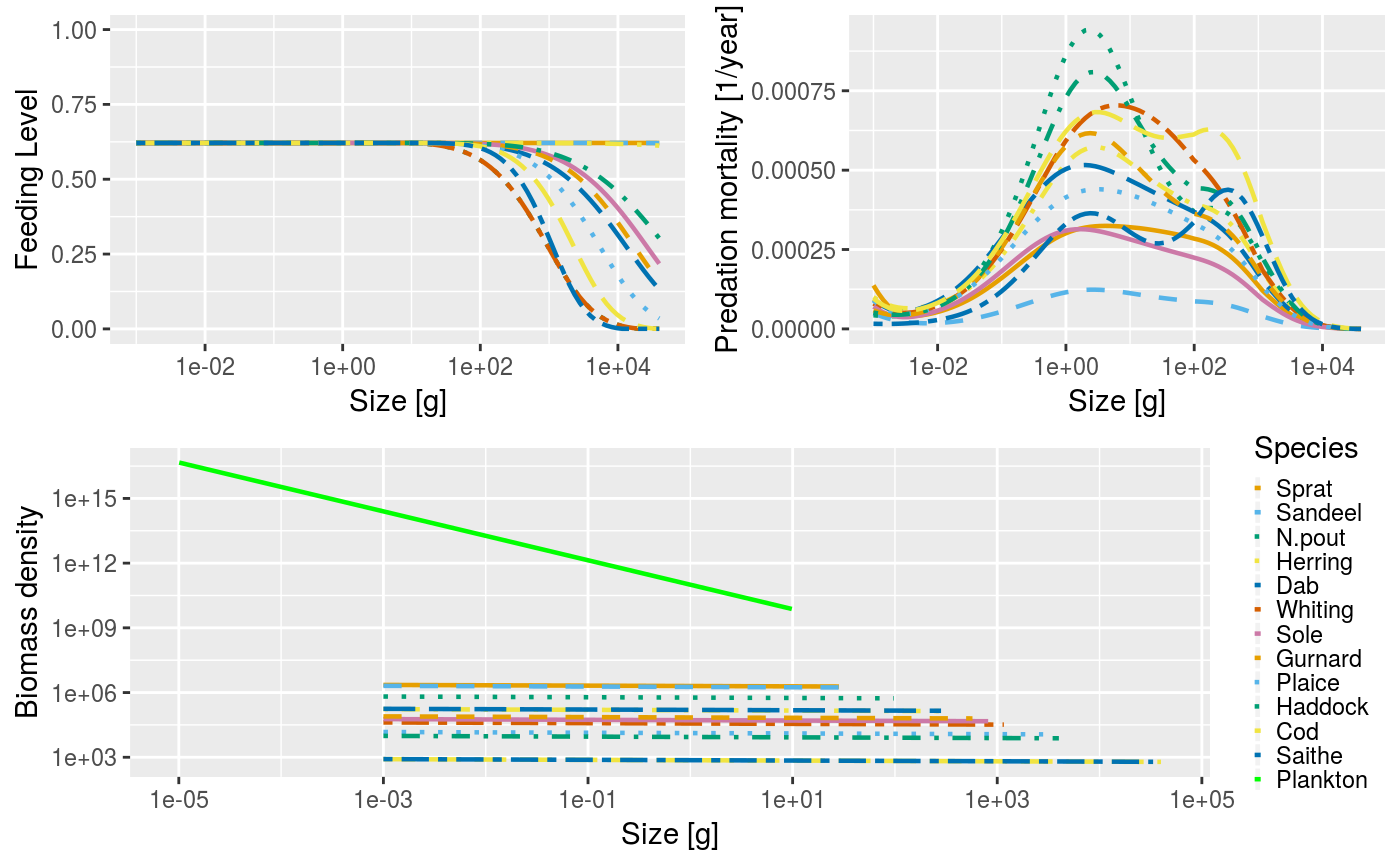 Feeding Level
1.00
0.75
0.50
0.25
0.00
1e-02
1e+00
1e+02
1e+04
Size [g]
Predation mortality [1/year]
0.00075
0.00050
0.00025
0.00000
1e-02
1e+00
1e+02
1e+04
Size [g]
Biomass density
1e+15
1e+12
1e+09
1e+06
1e+03
1e-05
1e-03
1e-01
1e+01
1e+03
1e+05
Size [g]
Species
Sprat
Sandeel
N.pout
Herring
Dab
Whiting
Sole
Gurnard
Plaice
Haddock
Cod
Saithe
Plankton